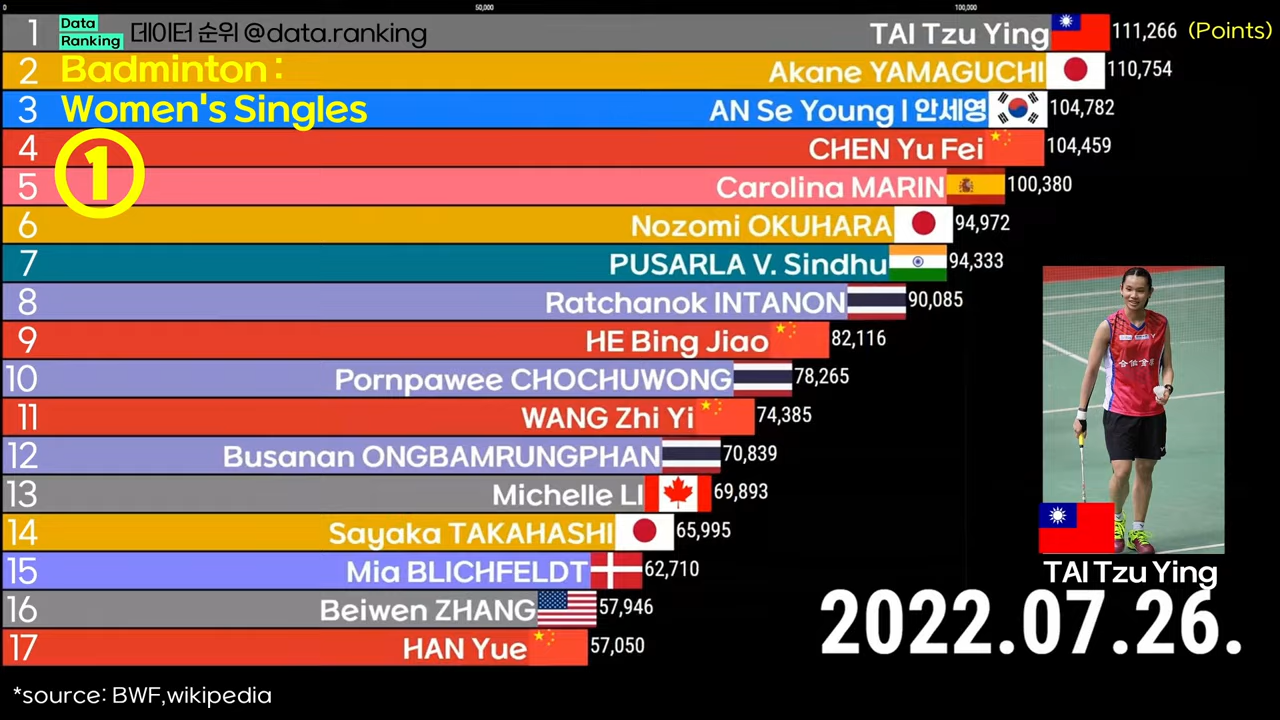 0
50,000
100,000
1 Data Ranking 데이터 순위 @data.ranking TAI Tzu Ying 111,266 (Points)
2 Badminton : Akane YAMAGUCHI 110,754
3 Women's Singles AN Se Young | 안세영 104,782
4 CHEN Yu Fei 104,459
①
5 Carolina MARIN 100,380
6 Nozomi OKUHARA 94,972
7 PUSARLA V. Sindhu 94,333
8 Ratchanok INTANON 90,085
9 HE Bing Jiao 82,116
10 Pornpawee CHOCHUWONG 78,265
11 WANG Zhi Yi 74,385
12 Busanan ONGBAMRUNGPHAN 70,839
13 Michelle LI 69,893
14 Sayaka TAKAHASHI 65,995
15 Mia BLICHFELDT 62,710
16 Beiwen ZHANG 57,946
17 HAN Yue 57,050
合作金庫
TAI Tzu Ying
2022.07.26.
*source: BWF,wikipedia